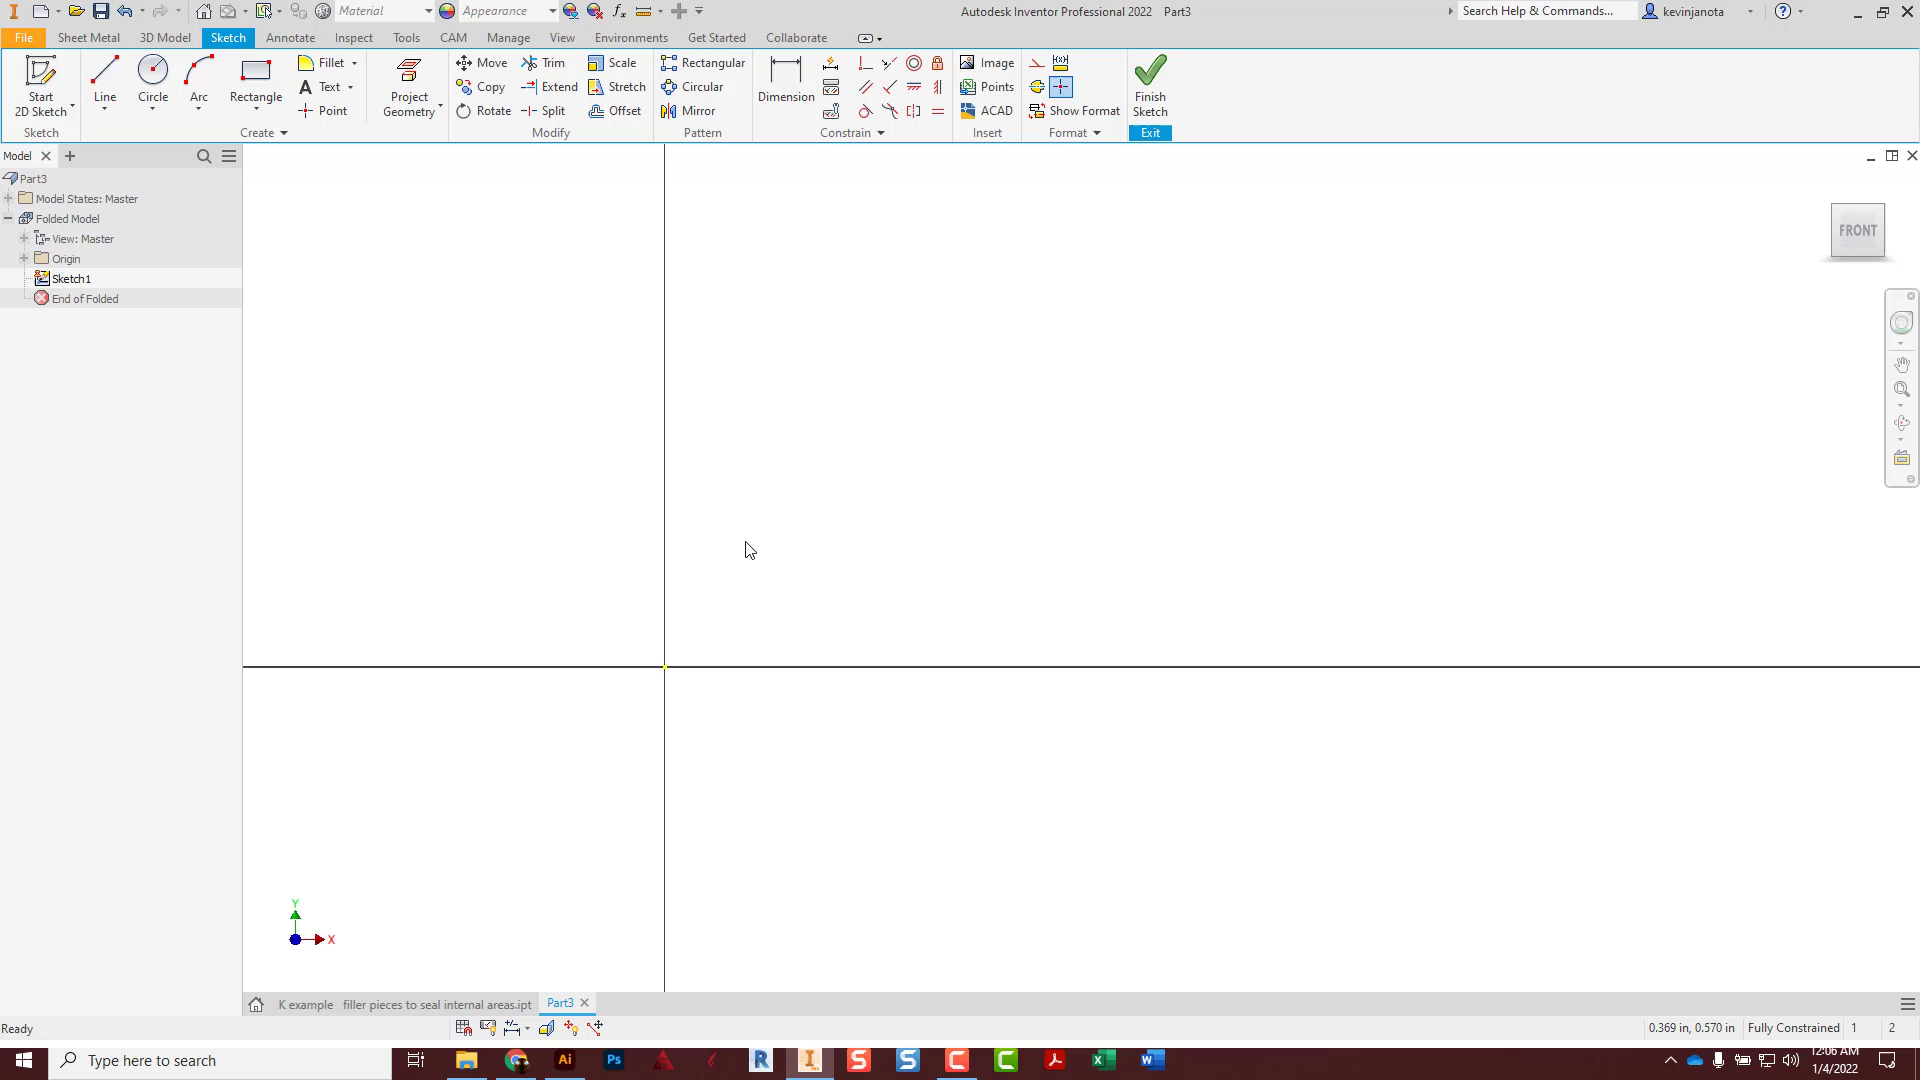 Material
Appearance
Autodesk Inventor Professional 2022 Part3
Search Help & Commands...
kevinjanota
File
Sheet Metal
3D Model
Sketch
Annotate
Inspect
Tools
CAM
Manage
View
Environments
Get Started
Collaborate
Start
2D Sketch
Line
Circle
Arc
Rectangle
Fillet
Text
Point
Project
Geometry
Move
Copy
Rotate
Trim
Extend
Split
Scale
Stretch
Offset
Rectangular
Circular
Mirror
Dimension
Image
Points
ACAD
Show Format
Finish
Sketch
Sketch
Create
Modify
Pattern
Constrain
Insert
Format
Exit
Model
Part3
Model States: Master
Folded Model
View: Master
Origin
Sketch1
End of Folded
FRONT
Y
X
K example filler pieces to seal internal areas.ipt
Part3
Ready
0.369 in, 0.570 in
Fully Constrained
1
2
Type here to search
Ai
Ps
R
I
S
S
C
C
12:06 AM
1/4/2022